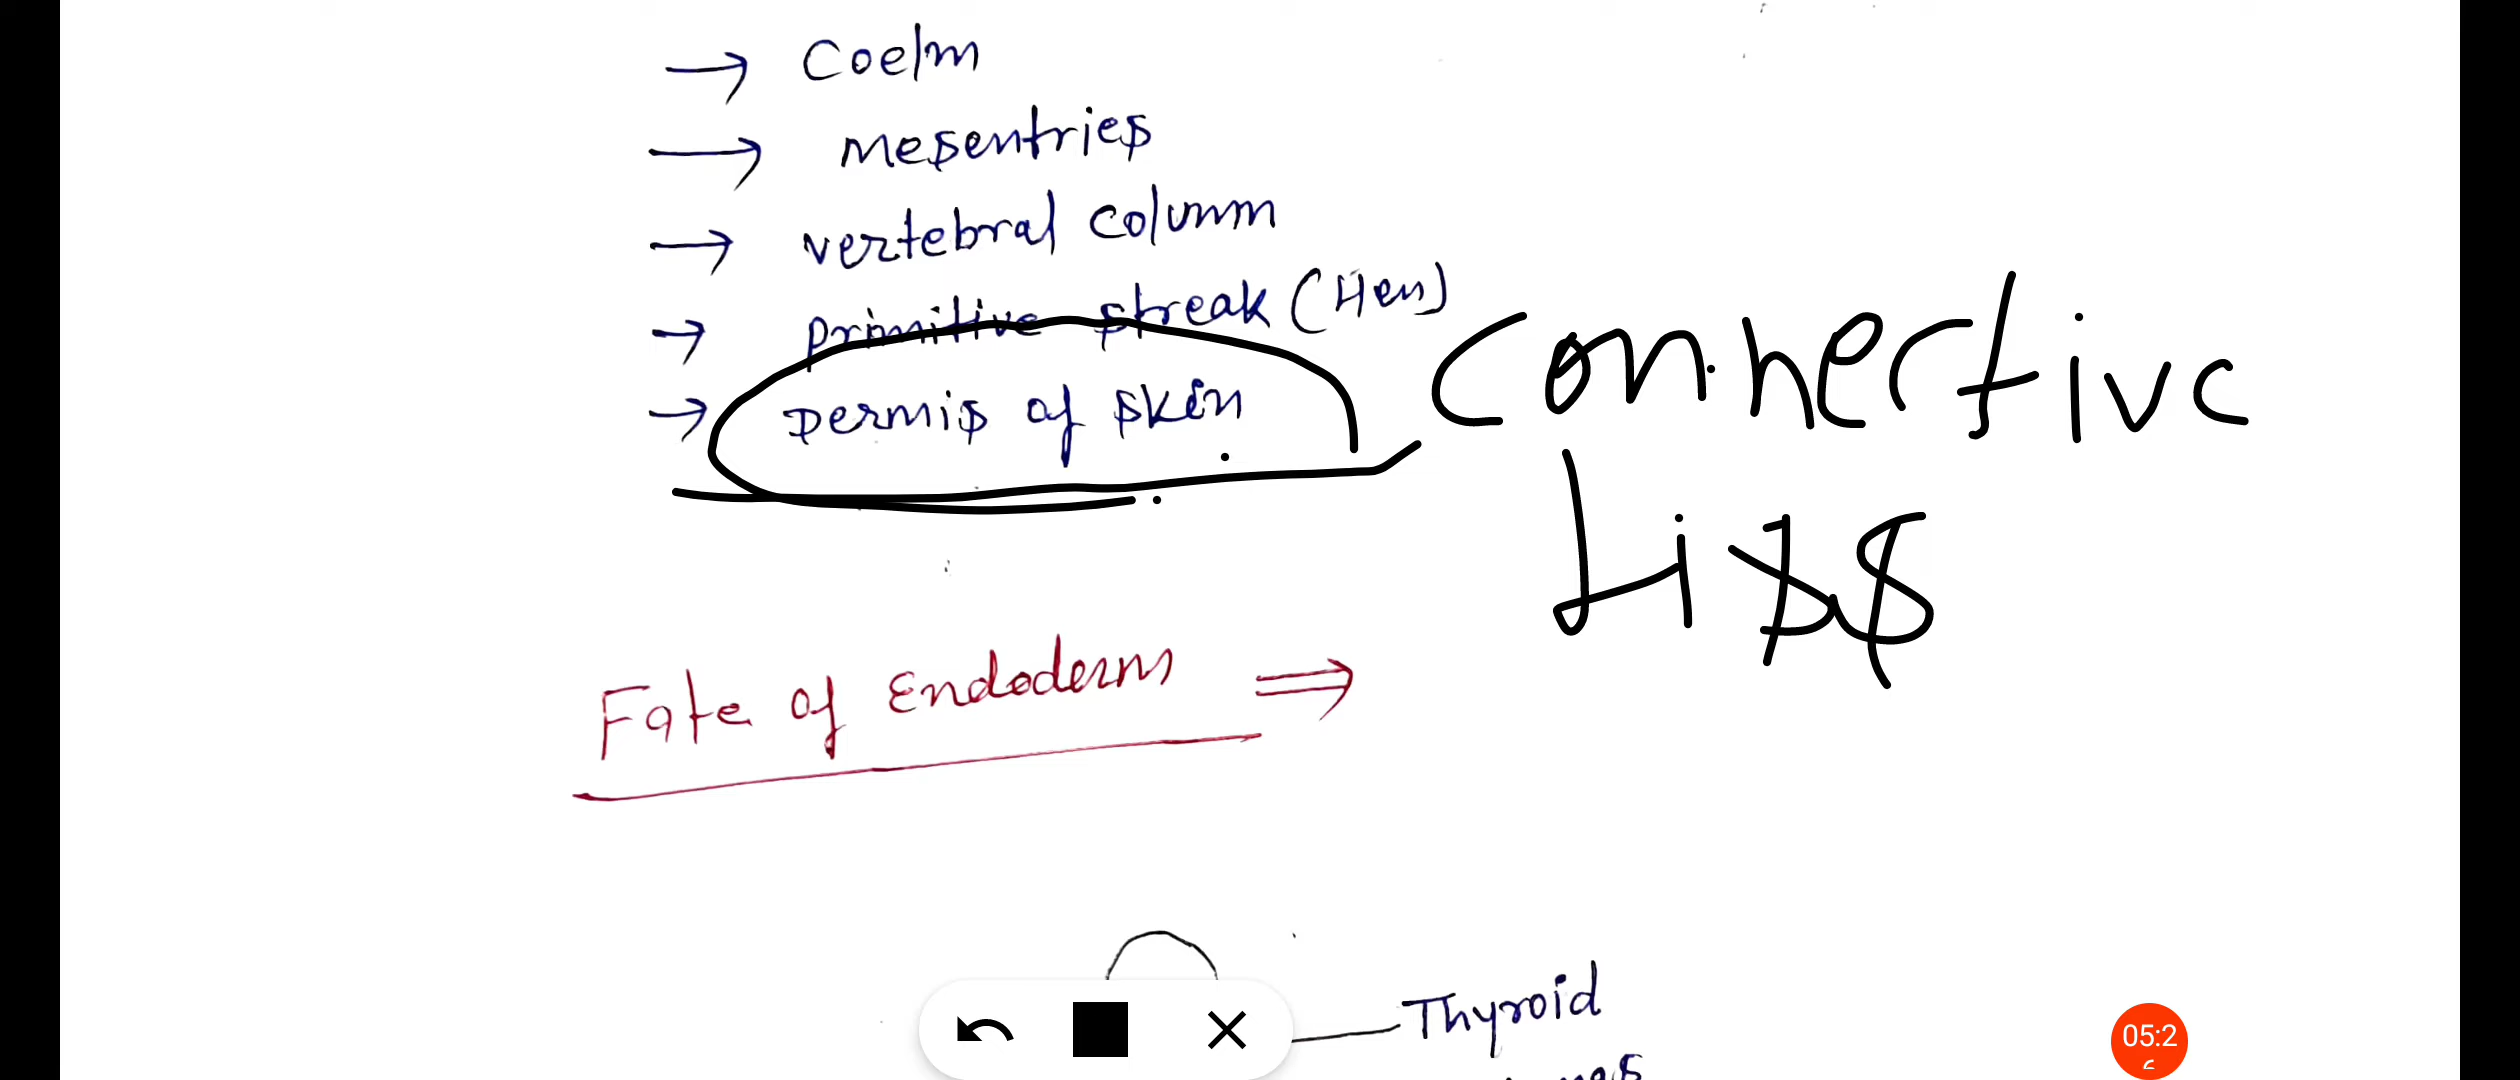 → Coelm
→ Mesentries
→ vertebral column
→ primitive streak (Hen)
→ Dermis of skin
Connective
tiss
Fate of Endoderm ⇒
Thyroid
05:2